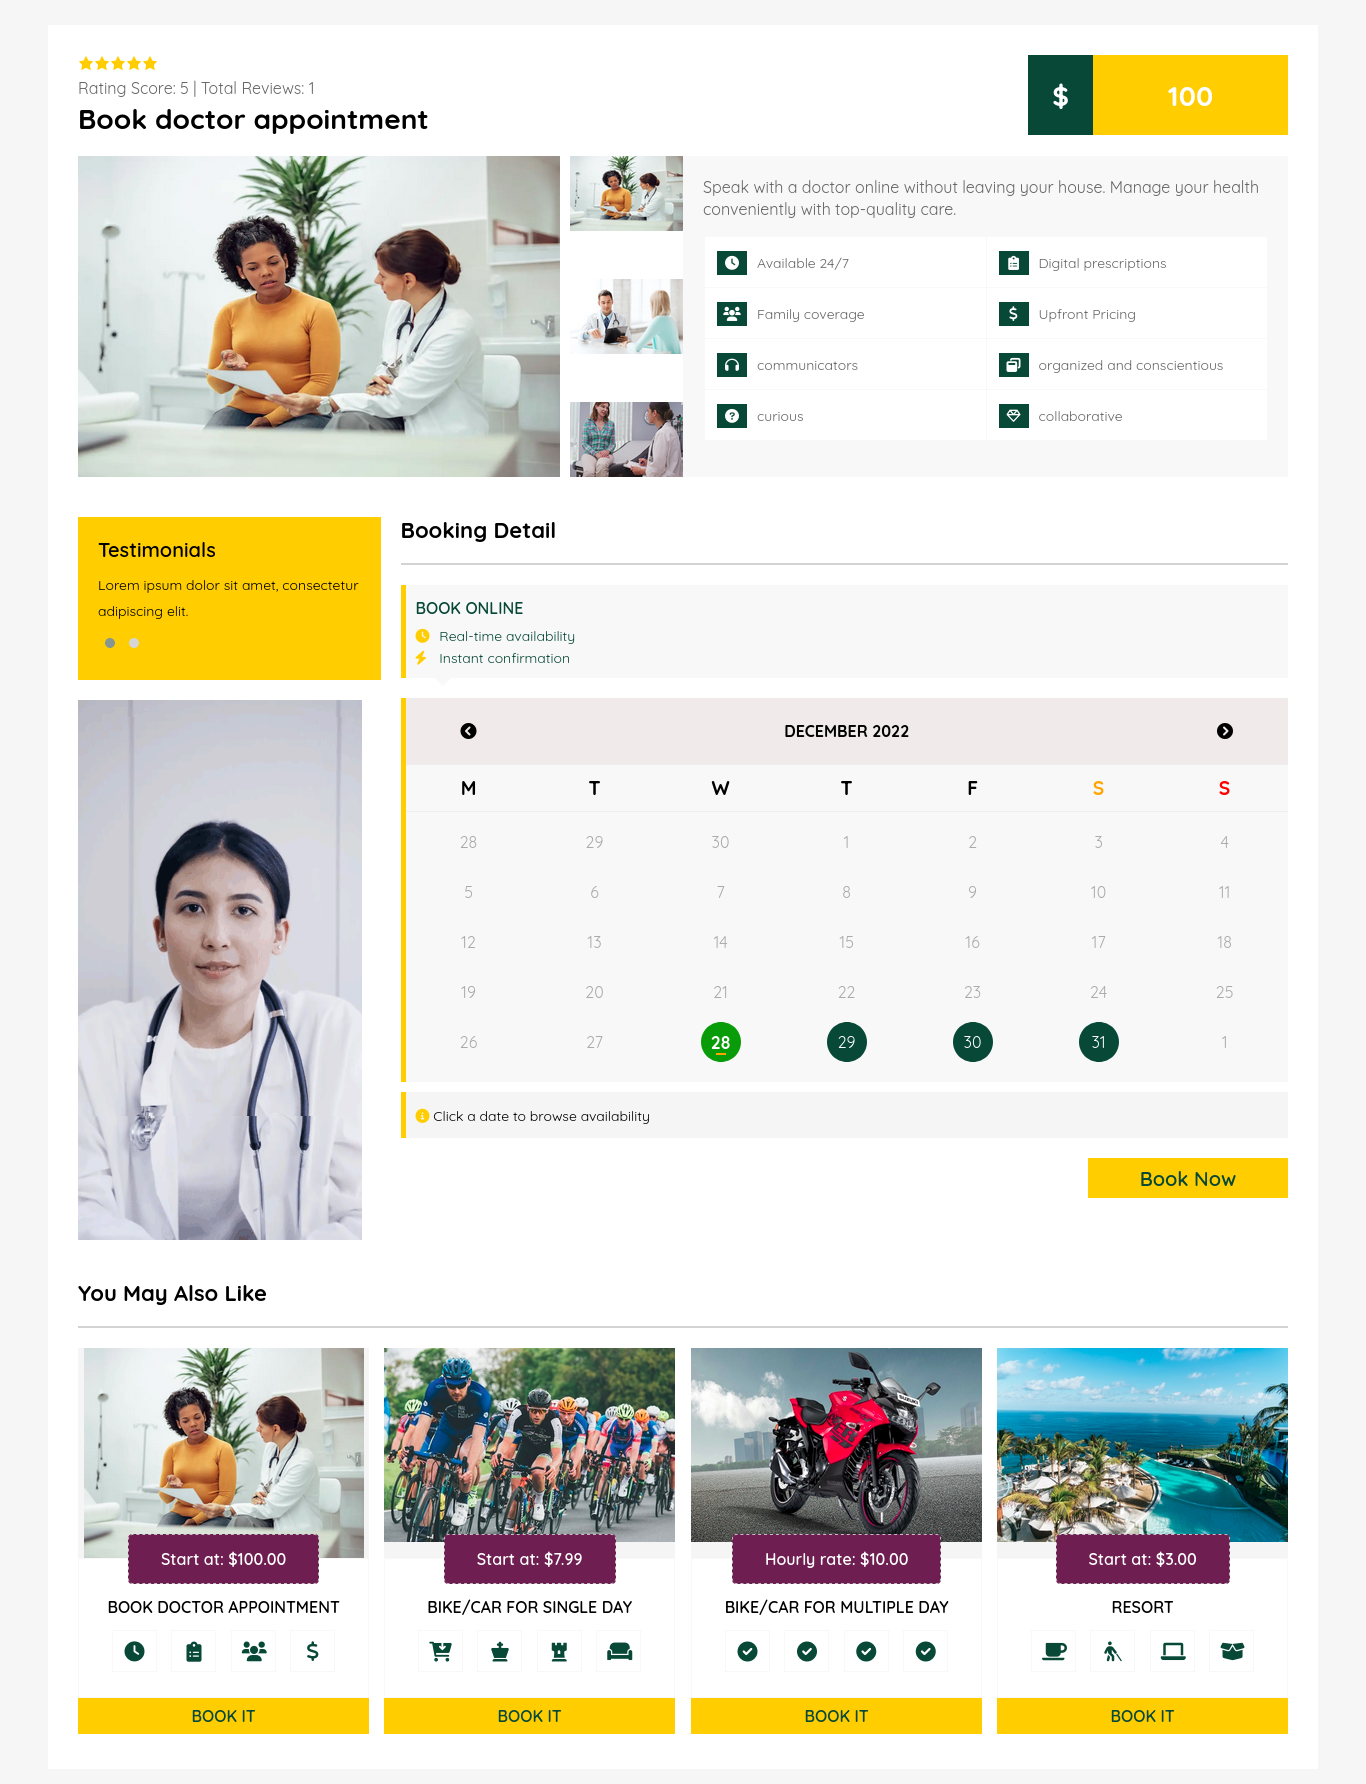 Rating Score: 5 | Total Reviews: 1
Book doctor appointment
$ 100
Speak with a doctor online without leaving your house. Manage your health
conveniently with top-quality care.
Available 24/7
Digital prescriptions
Family coverage
Upfront Pricing
communicators
organized and conscientious
curious
collaborative
Testimonials
Lorem ipsum dolor sit amet, consectetur
adipiscing elit.
Booking Detail
BOOK ONLINE
Real-time availability
Instant confirmation
DECEMBER 2022
M T W T F S S
28 29 30 1 2 3 4
5 6 7 8 9 10 11
12 13 14 15 16 17 18
19 20 21 22 23 24 25
26 27 28 29 30 31 1
Click a date to browse availability
Book Now
You May Also Like
Start at: $100.00
BOOK DOCTOR APPOINTMENT
BOOK IT
Start at: $7.99
BIKE/CAR FOR SINGLE DAY
BOOK IT
Hourly rate: $10.00
BIKE/CAR FOR MULTIPLE DAY
BOOK IT
Start at: $3.00
RESORT
BOOK IT